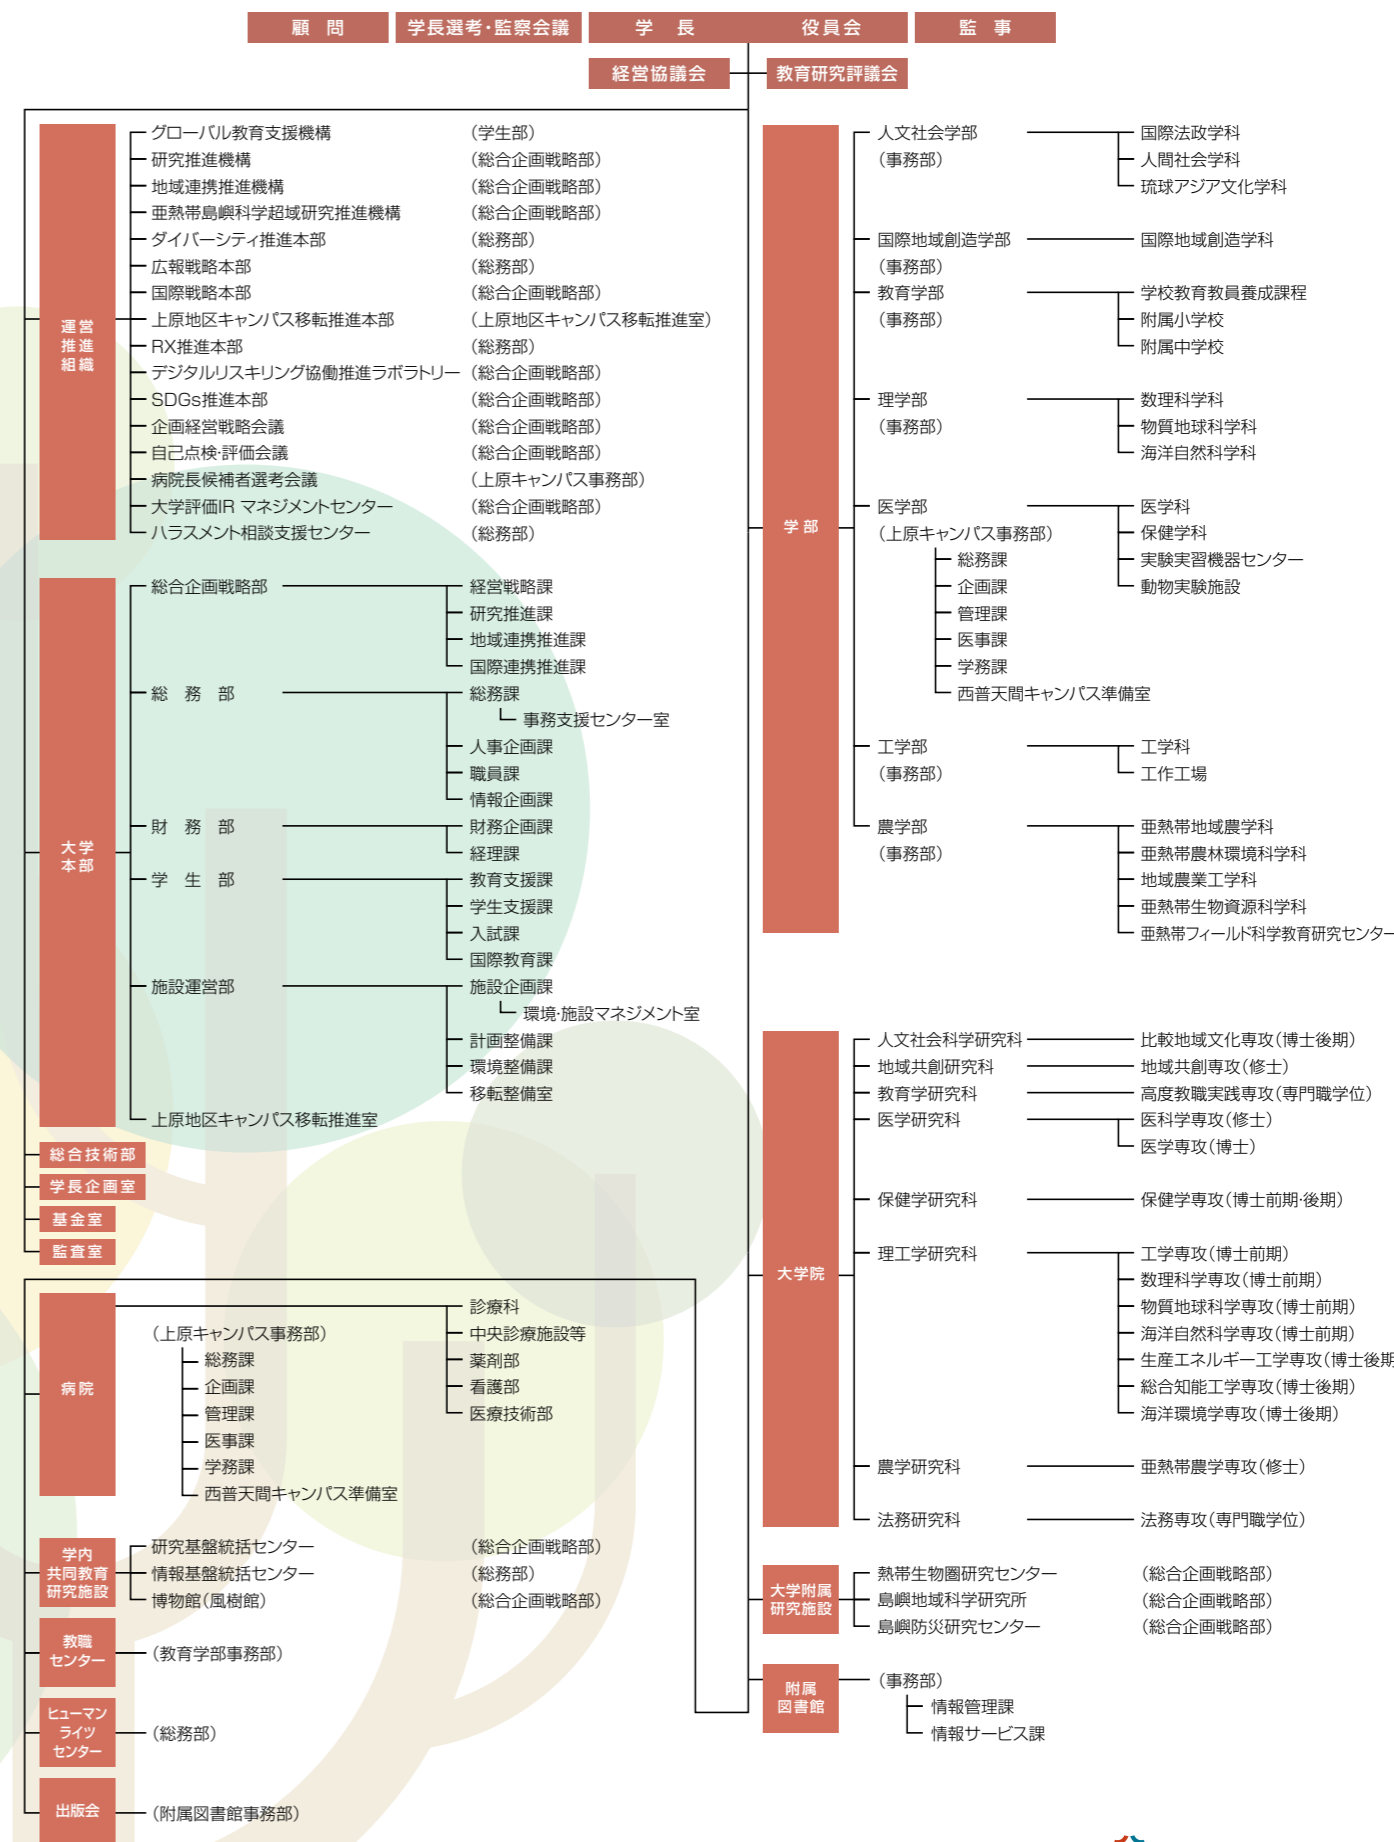 顧問
学長選考・監察会議
学長
役員会
監事
経営協議会
教育研究評議会
運営
推進
組織
グローバル教育支援機構 (学生部)
研究推進機構 (総合企画戦略部)
地域連携推進機構 (総合企画戦略部)
亜熱帯島嶼科学超域研究推進機構 (総合企画戦略部)
ダイバーシティ推進本部 (総務部)
広報戦略本部 (総務部)
国際戦略本部 (総合企画戦略部)
上原地区キャンパス移転推進本部 (上原地区キャンパス移転推進室)
RX推進本部 (総務部)
デジタルリスキリング協働推進ラボラトリー (総合企画戦略部)
SDGs推進本部 (総合企画戦略部)
企画経営戦略会議 (総合企画戦略部)
自己点検・評価会議 (総合企画戦略部)
病院長候補者選考会議 (上原キャンパス事務部)
大学評価IR マネジメントセンター (総合企画戦略部)
ハラスメント相談支援センター (総務部)
大学
本部
総合企画戦略部
経営戦略課
研究推進課
地域連携推進課
国際連携推進課
総務部
総務課
事務支援センター室
人事企画課
職員課
情報企画課
財務部
財務企画課
経理課
学生部
教育支援課
学生支援課
入試課
国際教育課
施設運営部
施設企画課
環境・施設マネジメント室
計画整備課
環境整備課
移転整備室
上原地区キャンパス移転推進室
総合技術部
学長企画室
基金室
監査室
病院
(上原キャンパス事務部)
総務課
企画課
管理課
医事課
学務課
西普天間キャンパス準備室
診療科
中央診療施設等
薬剤部
看護部
医療技術部
学内
共同教育
研究施設
研究基盤統括センター (総合企画戦略部)
情報基盤統括センター (総務部)
博物館(風樹館) (総合企画戦略部)
教職
センター
(教育学部事務部)
ヒューマン
ライツ
センター
(総務部)
出版会
(附属図書館事務部)
学部
人文社会学部
(事務部)
国際法政学科
人間社会学科
琉球アジア文化学科
国際地域創造学部
(事務部)
国際地域創造学科
教育学部
(事務部)
学校教育教員養成課程
附属小学校
附属中学校
理学部
(事務部)
数理科学科
物質地球科学科
海洋自然科学科
医学部
(上原キャンパス事務部)
総務課
企画課
管理課
医事課
学務課
西普天間キャンパス準備室
医学科
保健学科
実験実習機器センター
動物実験施設
工学部
(事務部)
工学科
工作工場
農学部
(事務部)
亜熱帯地域農学科
亜熱帯農林環境科学科
地域農業工学科
亜熱帯生物資源科学科
亜熱帯フィールド科学教育研究センター
大学院
人文社会科学研究科
比較地域文化専攻(博士後期)
地域共創研究科
地域共創専攻(修士)
教育学研究科
高度教職実践専攻(専門職学位)
医学研究科
医科学専攻(修士)
医学専攻(博士)
保健学研究科
保健学専攻(博士前期・後期)
理工学研究科
工学専攻(博士前期)
数理科学専攻(博士前期)
物質地球科学専攻(博士前期)
海洋自然科学専攻(博士前期)
生産エネルギー工学専攻(博士後期
総合知能工学専攻(博士後期)
海洋環境学専攻(博士後期)
農学研究科
亜熱帯農学専攻(修士)
法務研究科
法務専攻(専門職学位)
大学附属
研究施設
熱帯生物圏研究センター (総合企画戦略部)
島嶼地域科学研究所 (総合企画戦略部)
島嶼防災研究センター (総合企画戦略部)
附属
図書館
(事務部)
情報管理課
情報サービス課